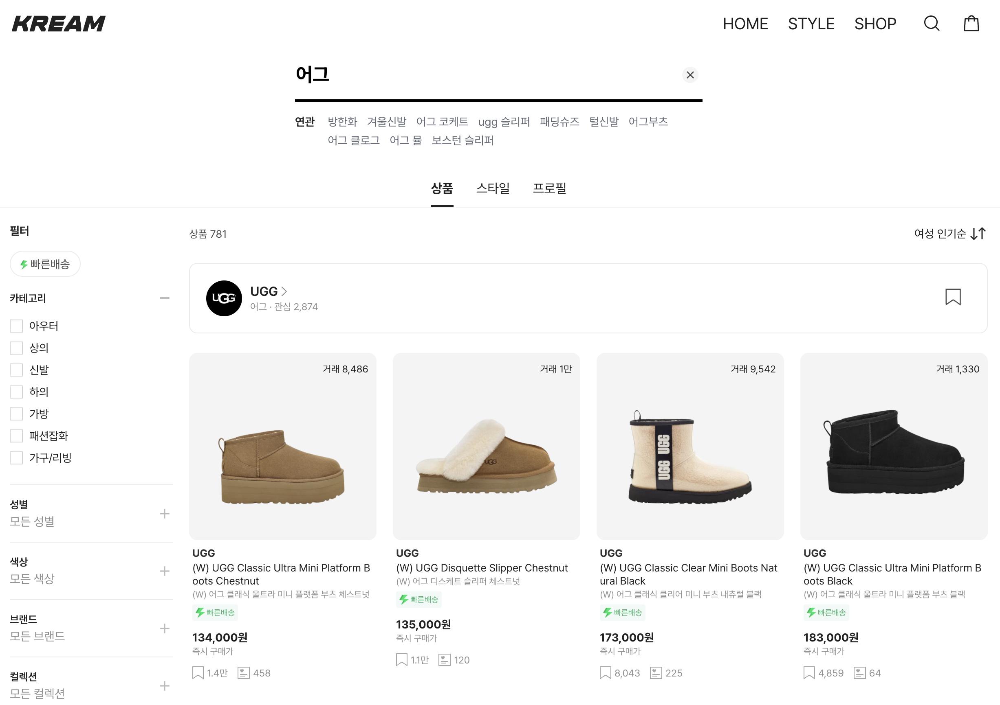 KREAM
HOME STYLE SHOP
어그
연관 방한화 겨울신발 어그 코케트 ugg 슬리퍼 패딩슈즈 털신발 어그부츠
어그 클로그 어그 뮬 보스턴 슬리퍼
상품 스타일 프로필
필터
빠른배송
카테고리
아우터
상의
신발
하의
가방
패션잡화
가구/리빙
성별
모든 성별
색상
모든 색상
브랜드
모든 브랜드
컬렉션
모든 컬렉션
상품 781
여성 인기순
UGG
UGG
어그 · 관심 2,874
거래 8,486
UGG
(W) UGG Classic Ultra Mini Platform B
oots Chestnut
(W) 어그 클래식 울트라 미니 플랫폼 부츠 체스트넛
빠른배송
134,000원
즉시 구매가
1.4만 458
거래 1만
UGG
UGG
(W) UGG Disquette Slipper Chestnut
(W) 어그 디스케트 슬리퍼 체스트넛
빠른배송
135,000원
즉시 구매가
1.1만 120
거래 9,542
UGG UGG
UGG
(W) UGG Classic Clear Mini Boots Nat
ural Black
(W) 어그 클래식 클리어 미니 부츠 내츄럴 블랙
빠른배송
173,000원
즉시 구매가
8,043 225
거래 1,330
UGG
(W) UGG Classic Ultra Mini Platform B
oots Black
(W) 어그 클래식 울트라 미니 플랫폼 부츠 블랙
빠른배송
183,000원
즉시 구매가
4,859 64